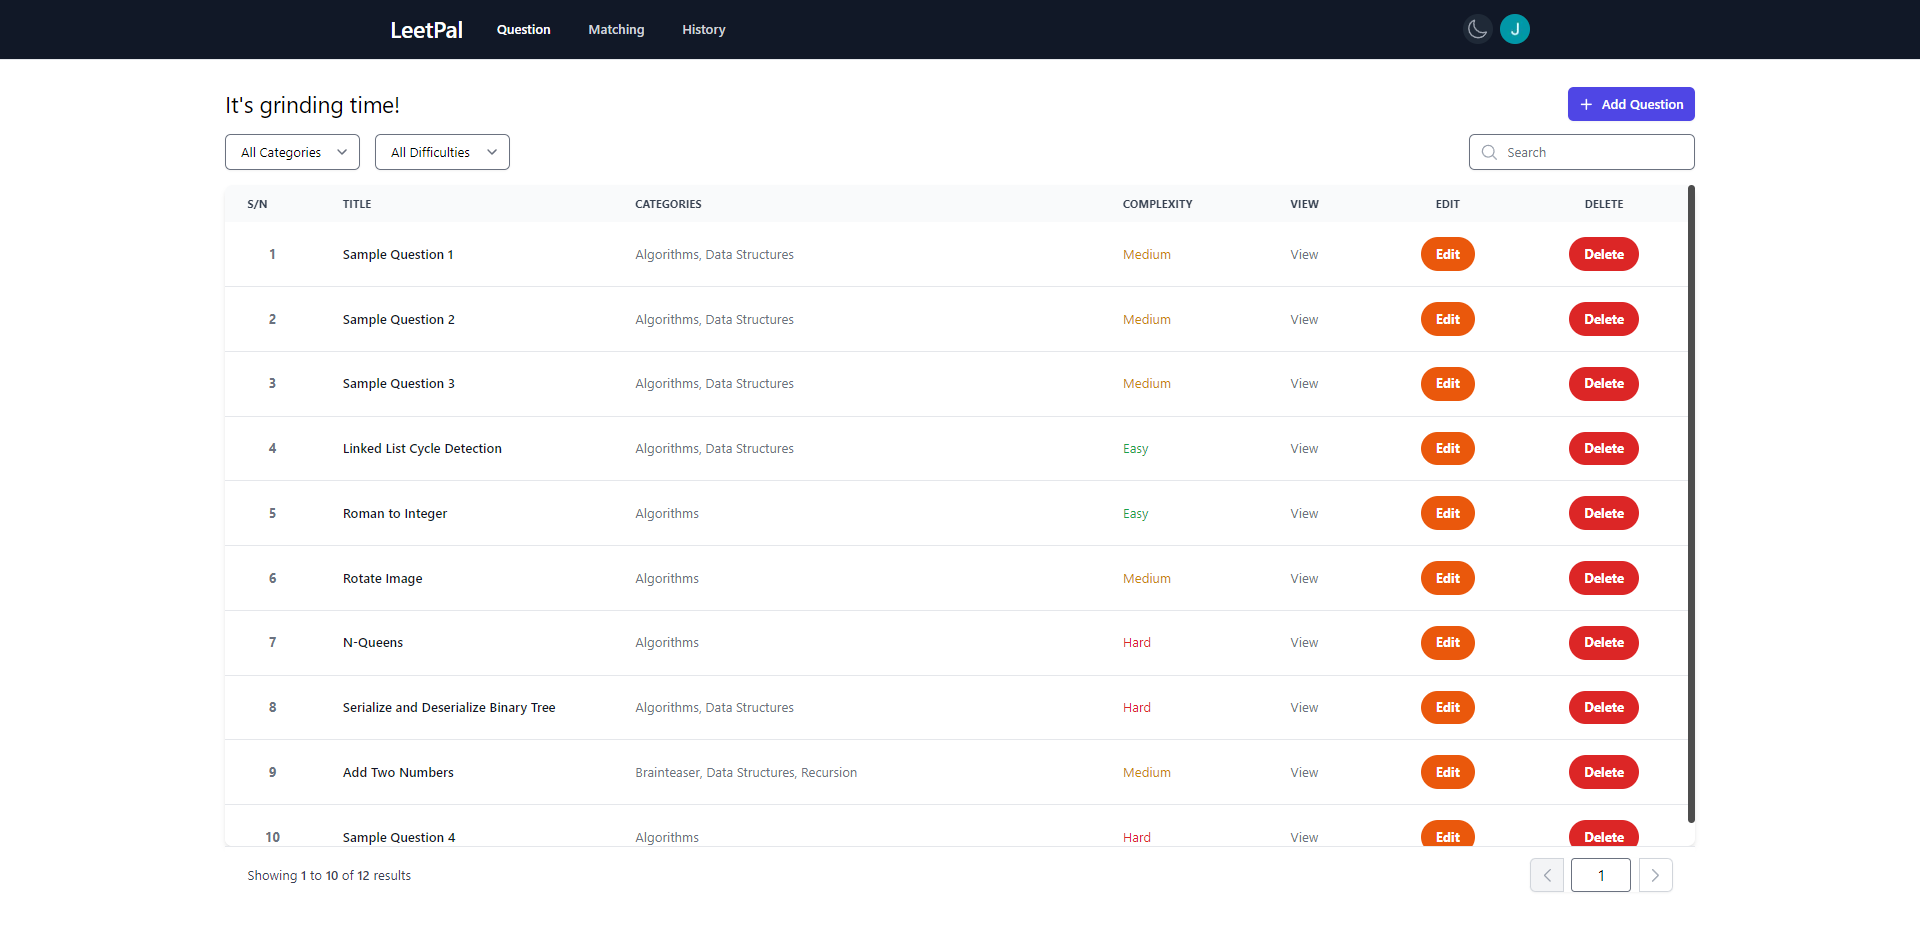 LeetPal Question Matching History J
It's grinding time! + Add Question
All Categories All Difficulties Search
S/N TITLE CATEGORIES COMPLEXITY VIEW EDIT DELETE
1 Sample Question 1 Algorithms, Data Structures Medium View Edit Delete
2 Sample Question 2 Algorithms, Data Structures Medium View Edit Delete
3 Sample Question 3 Algorithms, Data Structures Medium View Edit Delete
4 Linked List Cycle Detection Algorithms, Data Structures Easy View Edit Delete
5 Roman to Integer Algorithms Easy View Edit Delete
6 Rotate Image Algorithms Medium View Edit Delete
7 N-Queens Algorithms Hard View Edit Delete
8 Serialize and Deserialize Binary Tree Algorithms, Data Structures Hard View Edit Delete
9 Add Two Numbers Brainteaser, Data Structures, Recursion Medium View Edit Delete
10 Sample Question 4 Algorithms Hard View Edit Delete
Showing 1 to 10 of 12 results 1